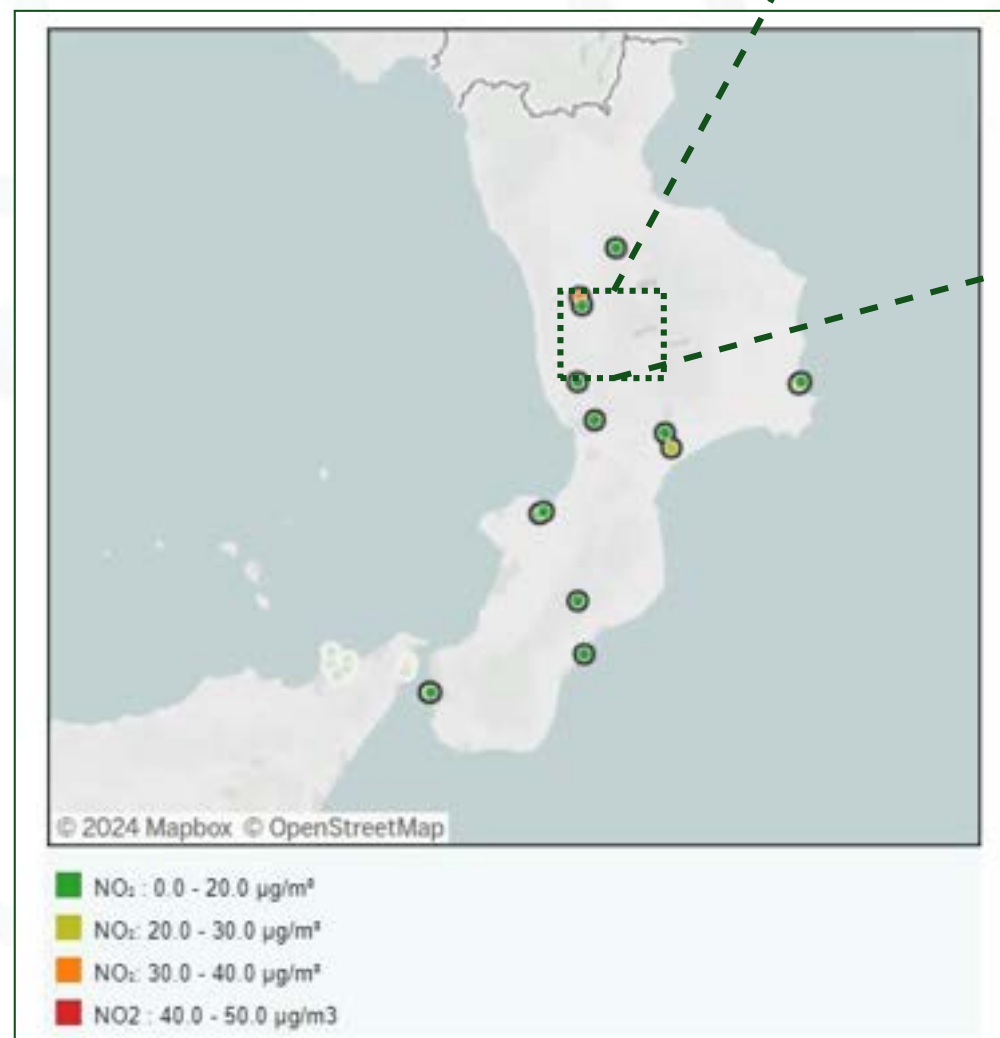 © 2024 Mapbox © OpenStreetMap
NO₂ : 0.0 - 20.0 µg/m³
NO₂: 20.0 - 30.0 µg/m³
NO₂: 30.0 - 40.0 µg/m³
NO2 : 40.0 - 50.0 µg/m3